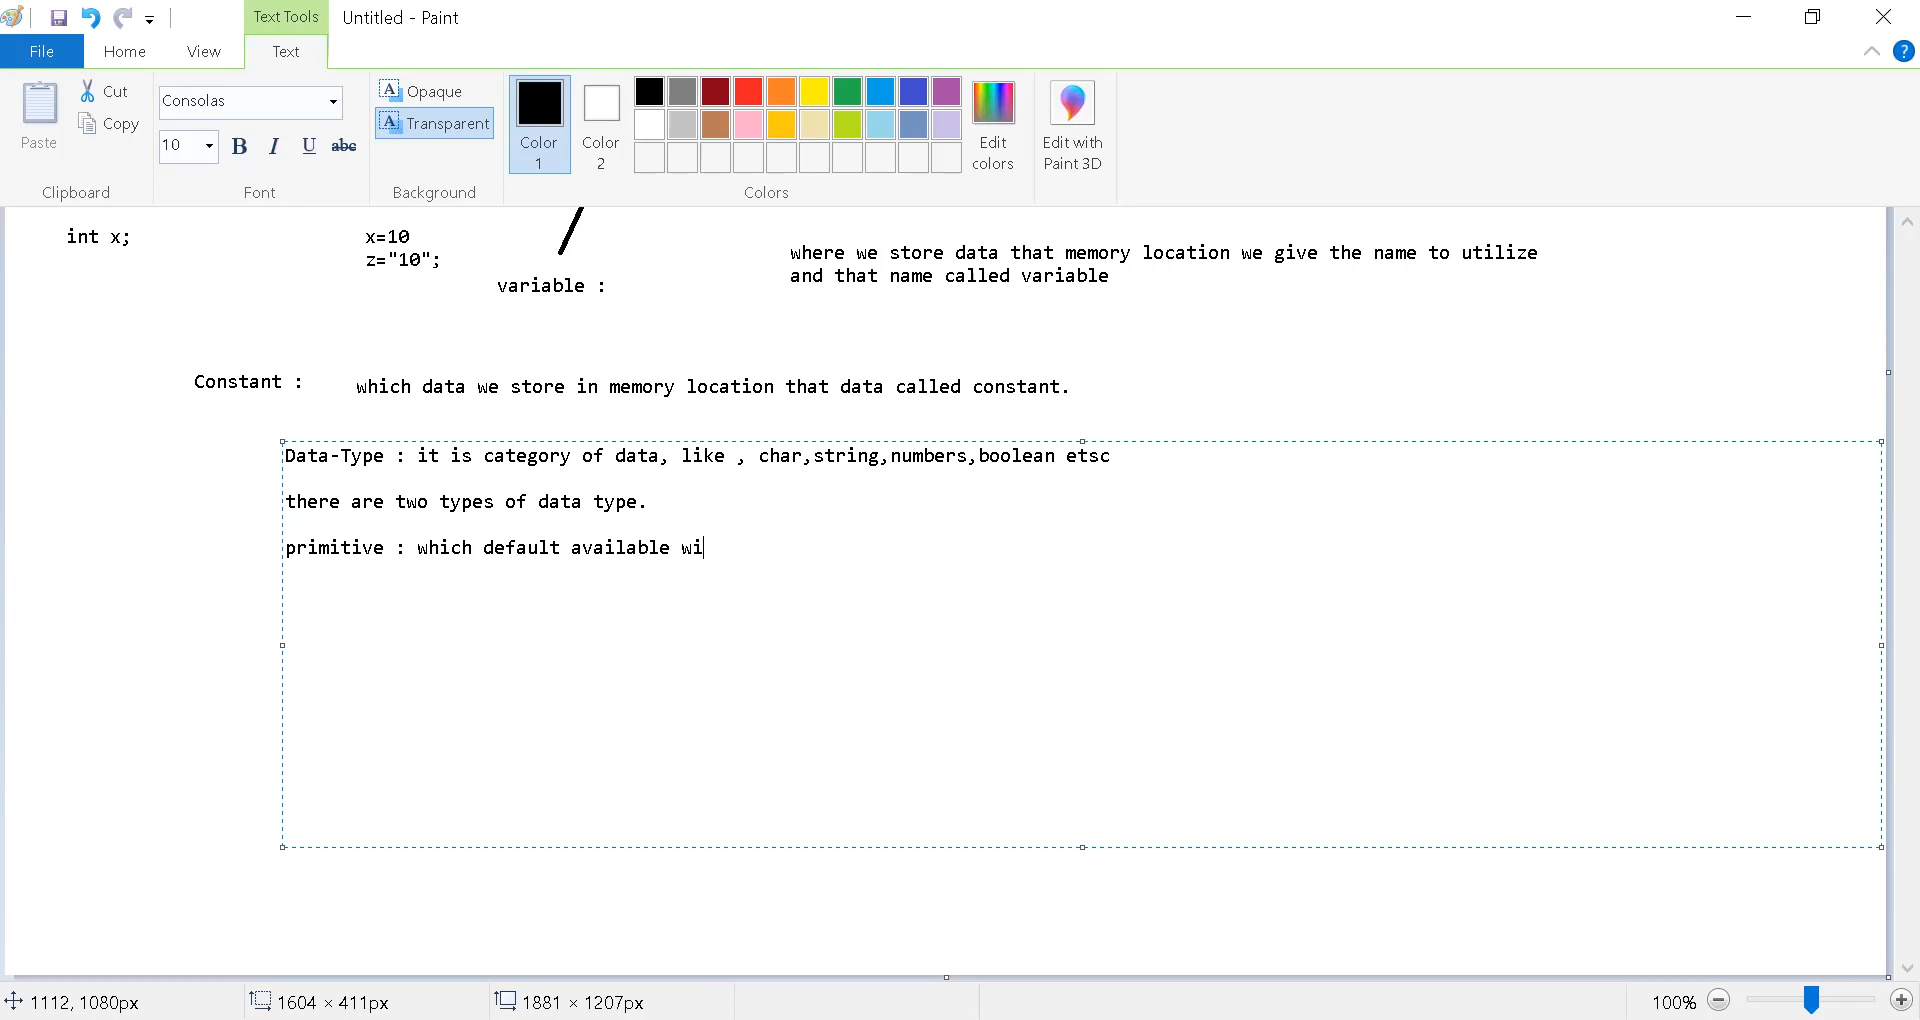 Text Tools
Untitled - Paint
File
Home
View
Text
?
Paste
Cut
Copy
Clipboard
Consolas
10
B
I
U
abc
Font
A Opaque
A Transparent
Background
Color 1
Color 2
Edit colors
Colors
Edit with Paint 3D
int x;
x=10
z="10";
variable :
where we store data that memory location we give the name to utilize
and that name called variable
Constant :
which data we store in memory location that data called constant.
Data-Type : it is category of data, like , char,string,numbers,boolean etsc
there are two types of data type.
primitive : which default available wi
1112, 1080px
1604 × 411px
1881 × 1207px
100%